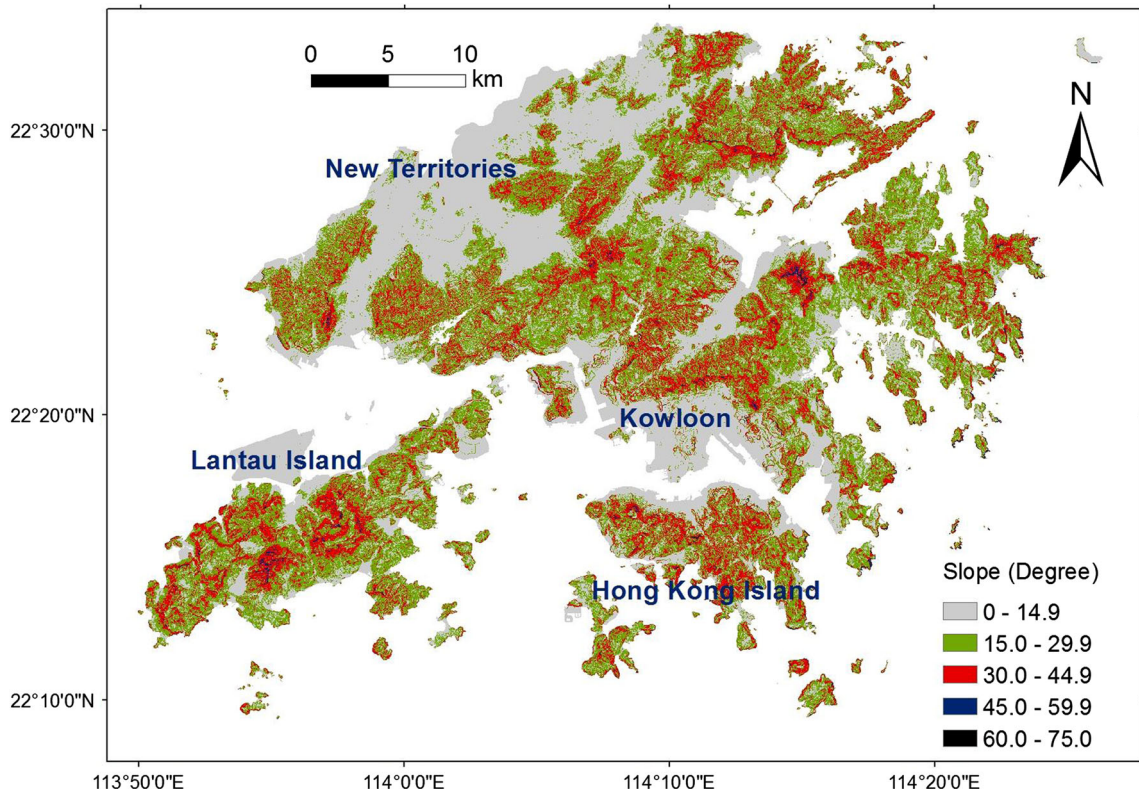 0 5 10
km
N
22°30'0"N
New Territories
22°20'0"N
Kowloon
Lantau Island
Hong Kong Island
Slope (Degree)
0 - 14.9
15.0 - 29.9
30.0 - 44.9
45.0 - 59.9
60.0 - 75.0
22°10'0"N
113°50'0"E 114°0'0"E 114°10'0"E 114°20'0"E